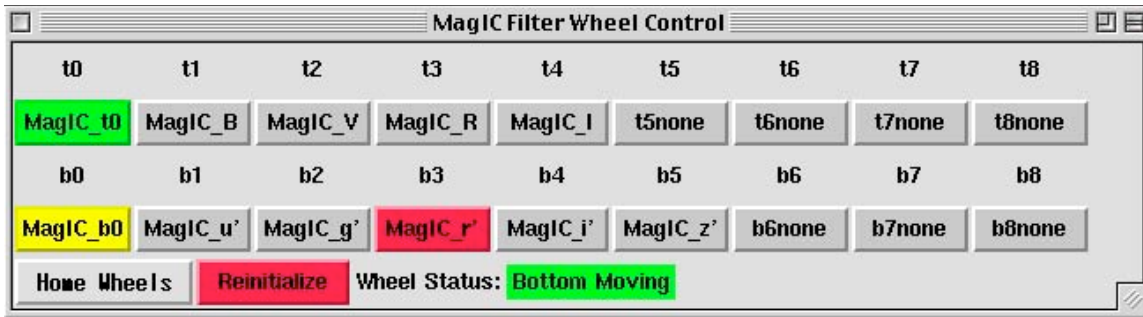 MagIC Filter Wheel Control
t0 t1 t2 t3 t4 t5 t6 t7 t8
MagIC_t0 MagIC_B MagIC_V MagIC_R MagIC_I t5none t6none t7none t8none
b0 b1 b2 b3 b4 b5 b6 b7 b8
MagIC_b0 MagIC_u' MagIC_g' MagIC_r' MagIC_i' MagIC_z' b6none b7none b8none
Home Wheels Reinitialize Wheel Status: Bottom Moving